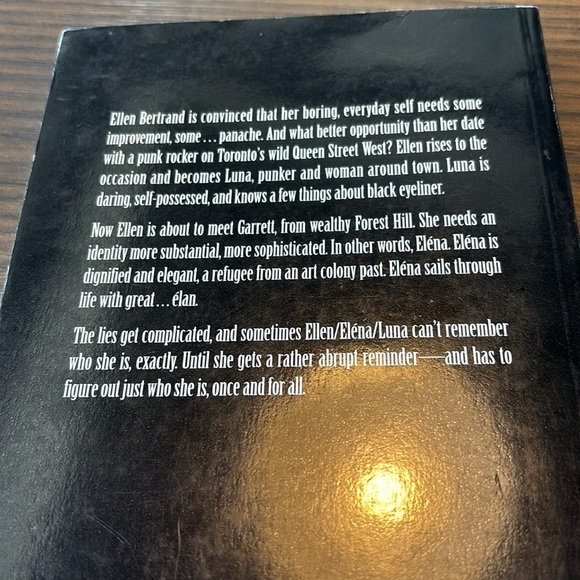 Ellen Bertrand is convinced that her boring, everyday self needs some
improvement, some... panache. And what better opportunity than her date
with a punk rocker on Toronto's wild Queen Street West? Ellen rises to the
occasion and becomes Luna, punker and woman around town. Luna is
daring, self-possessed, and knows a few things about black eyeliner.
Now Ellen is about to meet Garrett, from wealthy Forest Hill. She needs an
identity more substantial, more sophisticated. In other words, Eléna. Eléna is
dignified and elegant, a refugee from an art colony past. Eléna sails through
life with great... élan.
The lies get complicated, and sometimes Ellen/Eléna/Luna can't remember
who she is, exactly. Until she gets a rather abrupt reminder—and has to
figure out just who she is, once and for all.